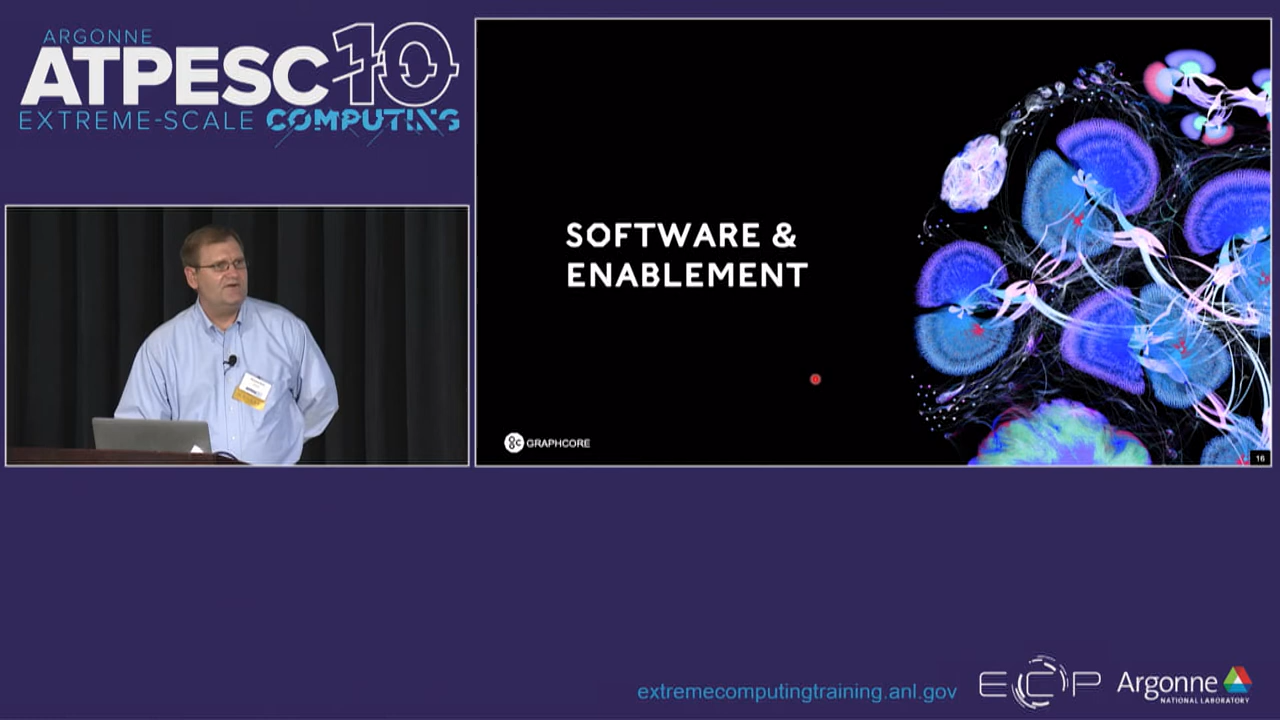 ARGONNE
ATPESC10
EXTREME-SCALE COMPUTING
SOFTWARE &
ENABLEMENT
GRAPHCORE
16
extremecomputingtraining.anl.gov
ECP
Argonne
NATIONAL LABORATORY